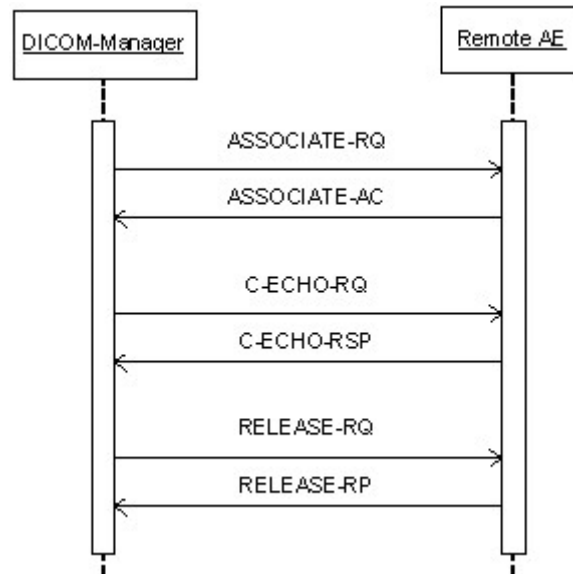 DICOM-Manager
Remote AE
ASSOCIATE-RQ
ASSOCIATE-AC
C-ECHO-RQ
C-ECHO-RSP
RELEASE-RQ
RELEASE-RP